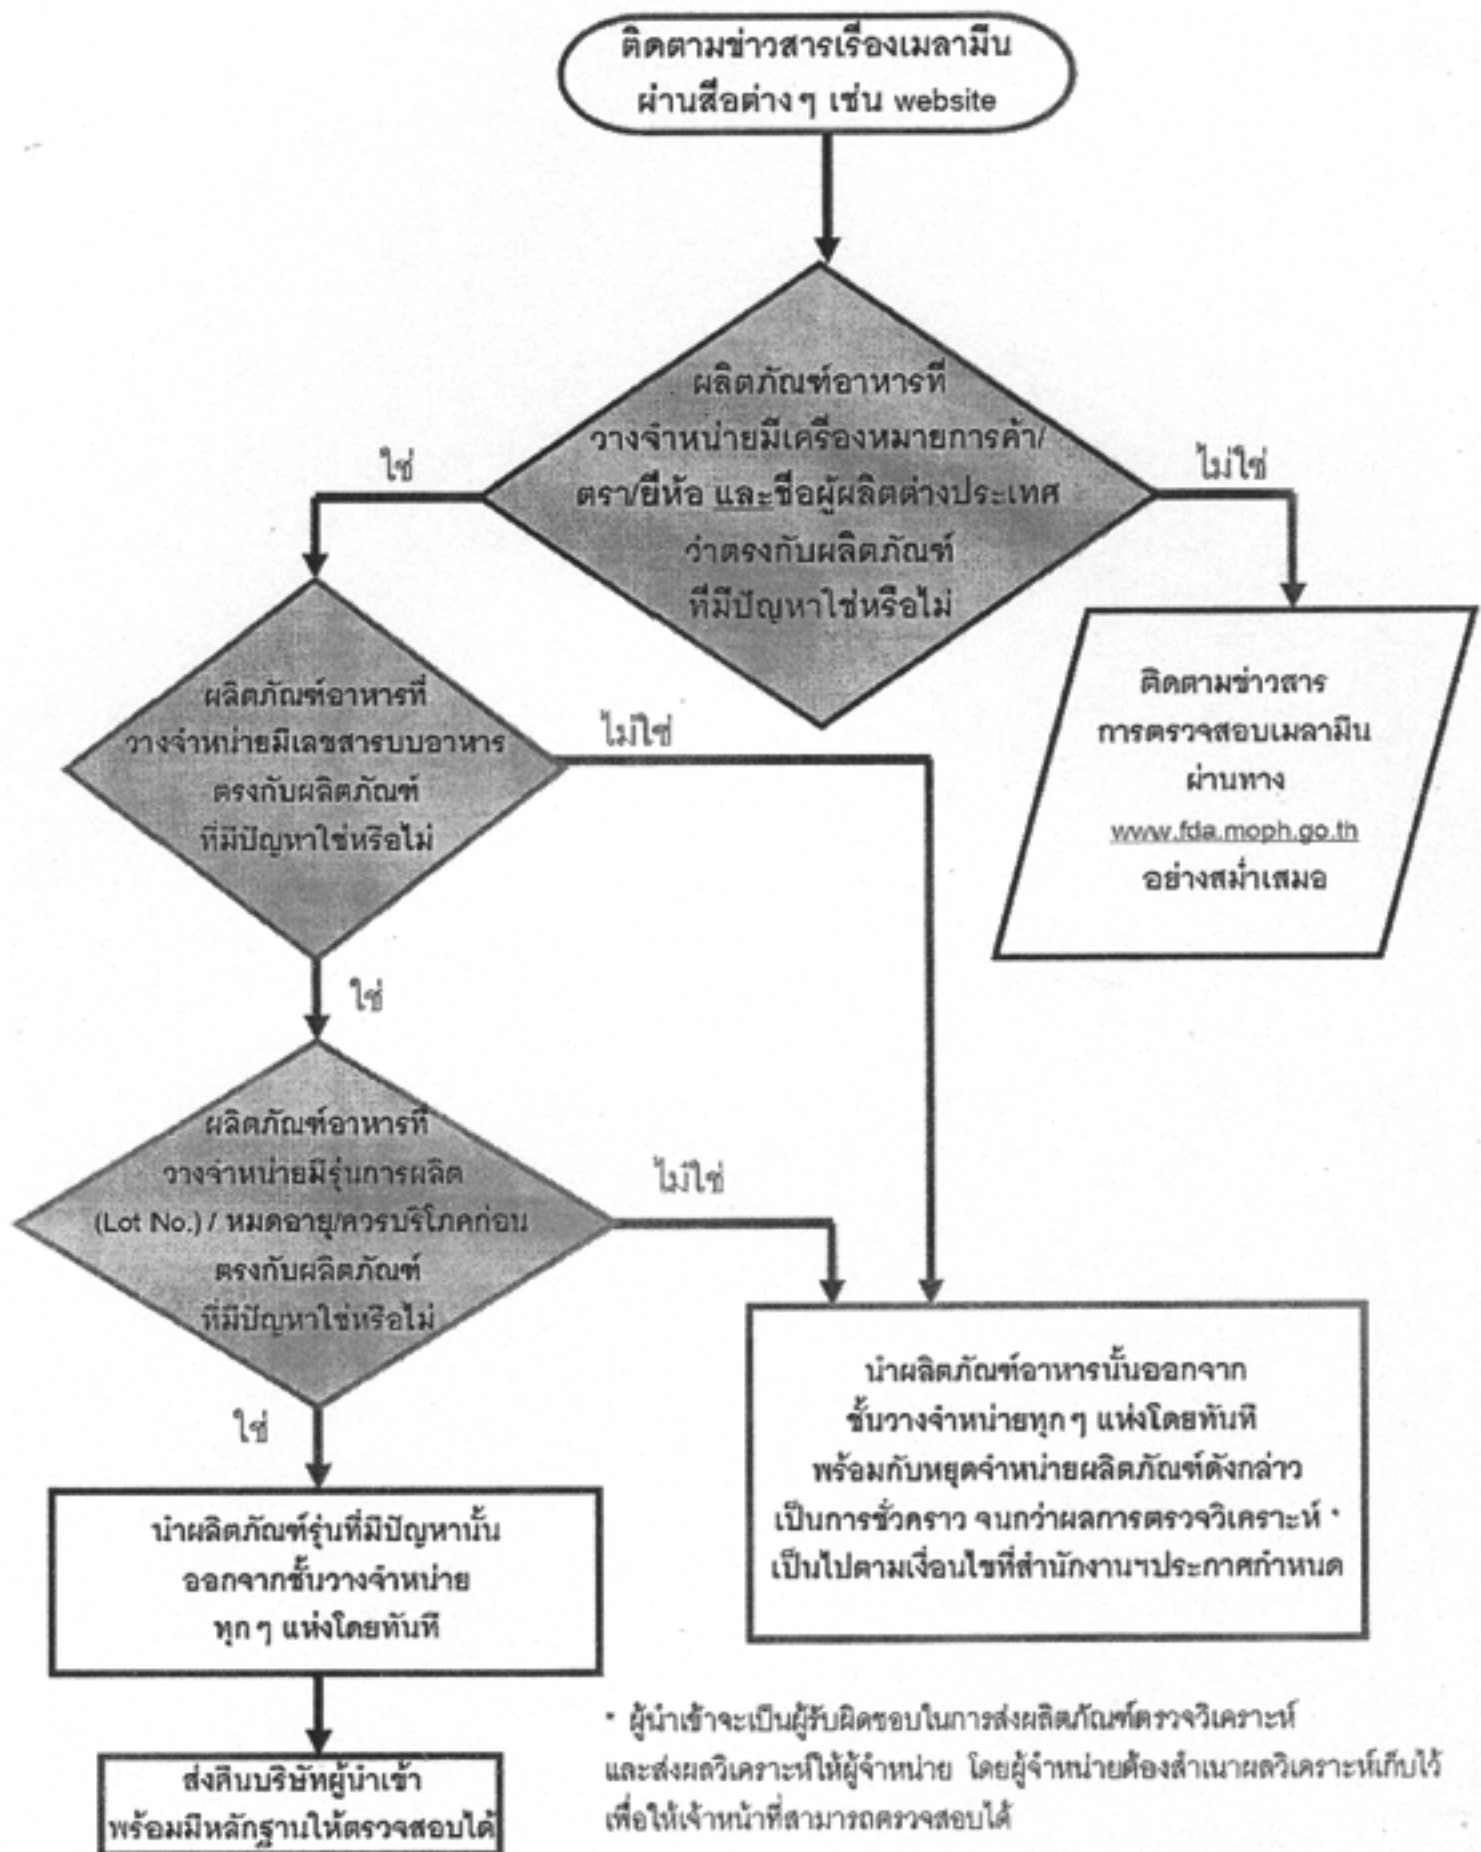 ติดตามข่าวสารเรื่องเมลามีน
ผ่านสื่อต่างๆ เช่น website
ผลิตภัณฑ์อาหารที่
วางจำหน่ายมีเครื่องหมายการค้า/
ตรา/ยี่ห้อ และชื่อผู้ผลิตต่างประเทศ
ว่าตรงกับผลิตภัณฑ์
ที่มีปัญหาใช่หรือไม่
ใช่
ไม่ใช่
ติดตามข่าวสาร
การตรวจสอบเมลามีน
ผ่านทาง
www.fda.moph.go.th
อย่างสม่ำเสมอ
ผลิตภัณฑ์อาหารที่
วางจำหน่ายมีเลขสารบบอาหาร
ตรงกับผลิตภัณฑ์
ที่มีปัญหาใช่หรือไม่
ไม่ใช่
ใช่
ผลิตภัณฑ์อาหารที่
วางจำหน่ายมีรุ่นการผลิต
(Lot No.) / หมดอายุ/ควรบริโภคก่อน
ตรงกับผลิตภัณฑ์
ที่มีปัญหาใช่หรือไม่
ไม่ใช่
ใช่
นำผลิตภัณฑ์อาหารนั้นออกจาก
ชั้นวางจำหน่ายทุกๆ แห่งโดยทันที
พร้อมกับหยุดจำหน่ายผลิตภัณฑ์ดังกล่าว
เป็นการชั่วคราว จนกว่าผลการตรวจวิเคราะห์ *
เป็นไปตามเงื่อนไขที่สำนักงานฯประกาศกำหนด
นำผลิตภัณฑ์รุ่นที่มีปัญหานั้น
ออกจากชั้นวางจำหน่าย
ทุกๆ แห่งโดยทันที
ส่งคืนบริษัทผู้นำเข้า
พร้อมมีหลักฐานให้ตรวจสอบได้
* ผู้นำเข้าจะเป็นผู้รับผิดชอบในการส่งผลิตภัณฑ์ตรวจวิเคราะห์
และส่งผลวิเคราะห์ให้ผู้จำหน่าย โดยผู้จำหน่ายต้องสำเนาผลวิเคราะห์เก็บไว้
เพื่อให้เจ้าหน้าที่สามารถตรวจสอบได้